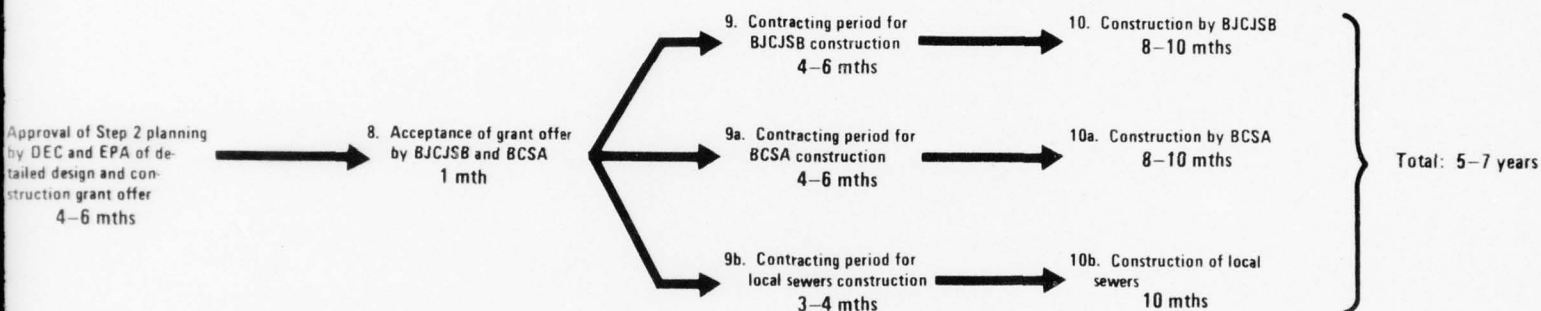 Approval of Step 2 planning
by DEC and EPA of de-
tailed design and con-
struction grant offer
4–6 mths
8. Acceptance of grant offer
by BJCJSB and BCSA
1 mth
9. Contracting period for
BJCJSB construction
4–6 mths
10. Construction by BJCJSB
8–10 mths
9a. Contracting period for
BCSA construction
4–6 mths
10a. Construction by BCSA
8–10 mths
9b. Contracting period for
local sewers construction
3–4 mths
10b. Construction of local
sewers
10 mths
Total: 5–7 years